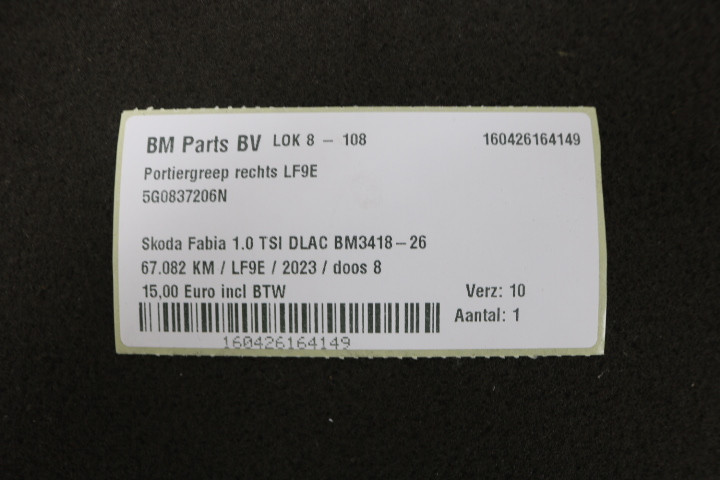 BM Parts BV LOK 8 - 108 160426164149
Portiergreep rechts LF9E
5G0837206N
Skoda Fabia 1.0 TSI DLAC BM3418-26
67.082 KM / LF9E / 2023 / doos 8
15,00 Euro incl BTW Verz: 10
Aantal: 1
160426164149